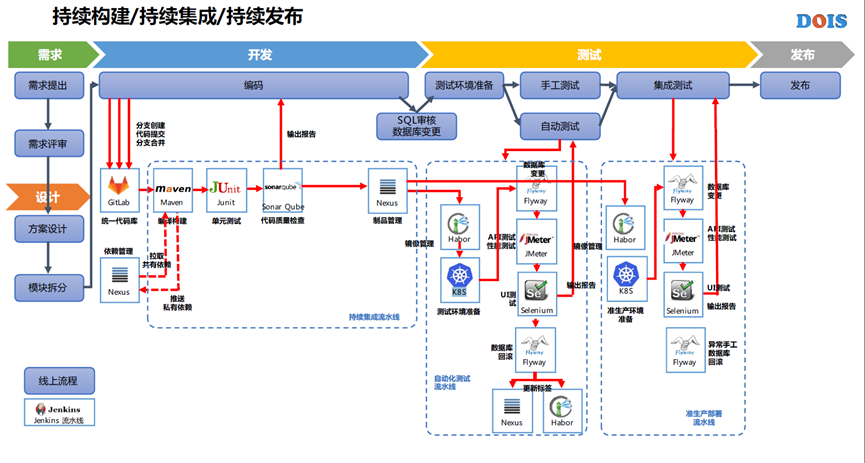 持续构建/持续集成/持续发布
DOIS
需求
开发
测试
发布
需求提出
编码
测试环境准备
手工测试
集成测试
发布
SQL审核
数据库变更
自动测试
需求评审
设计
方案设计
模块拆分
分支创建
代码提交
分支合并
输出报告
GitLab
统一代码库
maven
Maven
编译构建
JUnit
Junit
单元测试
sonarqube
Sonar Qube
代码质量检查
Nexus
制品管理
依赖管理
Nexus
拉取
共有依赖
推送
私有依赖
持续集成流水线
镜像管理
Habor
K8S
测试环境准备
数据库
变更
Flyway
Flyway
API测试
性能测试
JMeter
JMeter
UI测
试
Se
Selenium
输出报告
数据库
回滚
Flyway
Flyway
更新标签
Nexus
Habor
自动化测试
流水线
镜像管理
Habor
K8S
准生产环境
准备
Flyway
Flyway
数据库
变更
JMeter
JMeter
API测试
性能测试
Se
Selenium
UI测试
输出报告
Flyway
Flyway
异常手工
数据库
回滚
准生产部署
流水线
线上流程
Jenkins
Jenkins 流水线